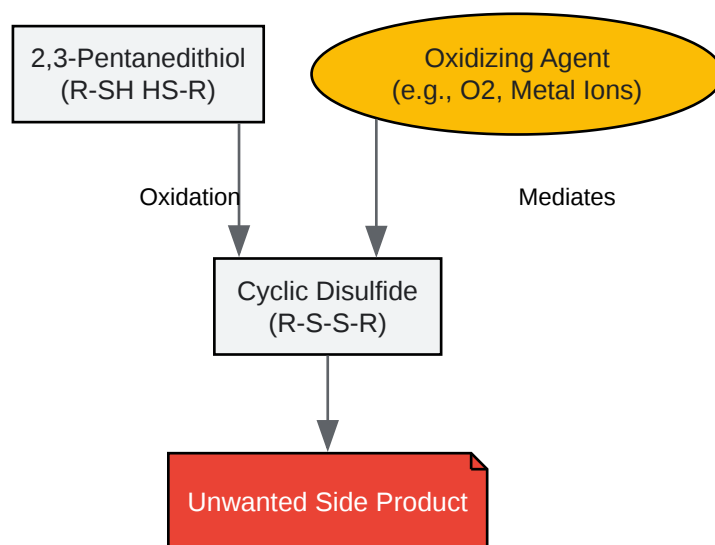 2,3-Pentanedithiol
(R-SH HS-R)
Oxidizing Agent
(e.g., O2, Metal Ions)
Oxidation
Mediates
Cyclic Disulfide
(R-S-S-R)
Unwanted Side Product